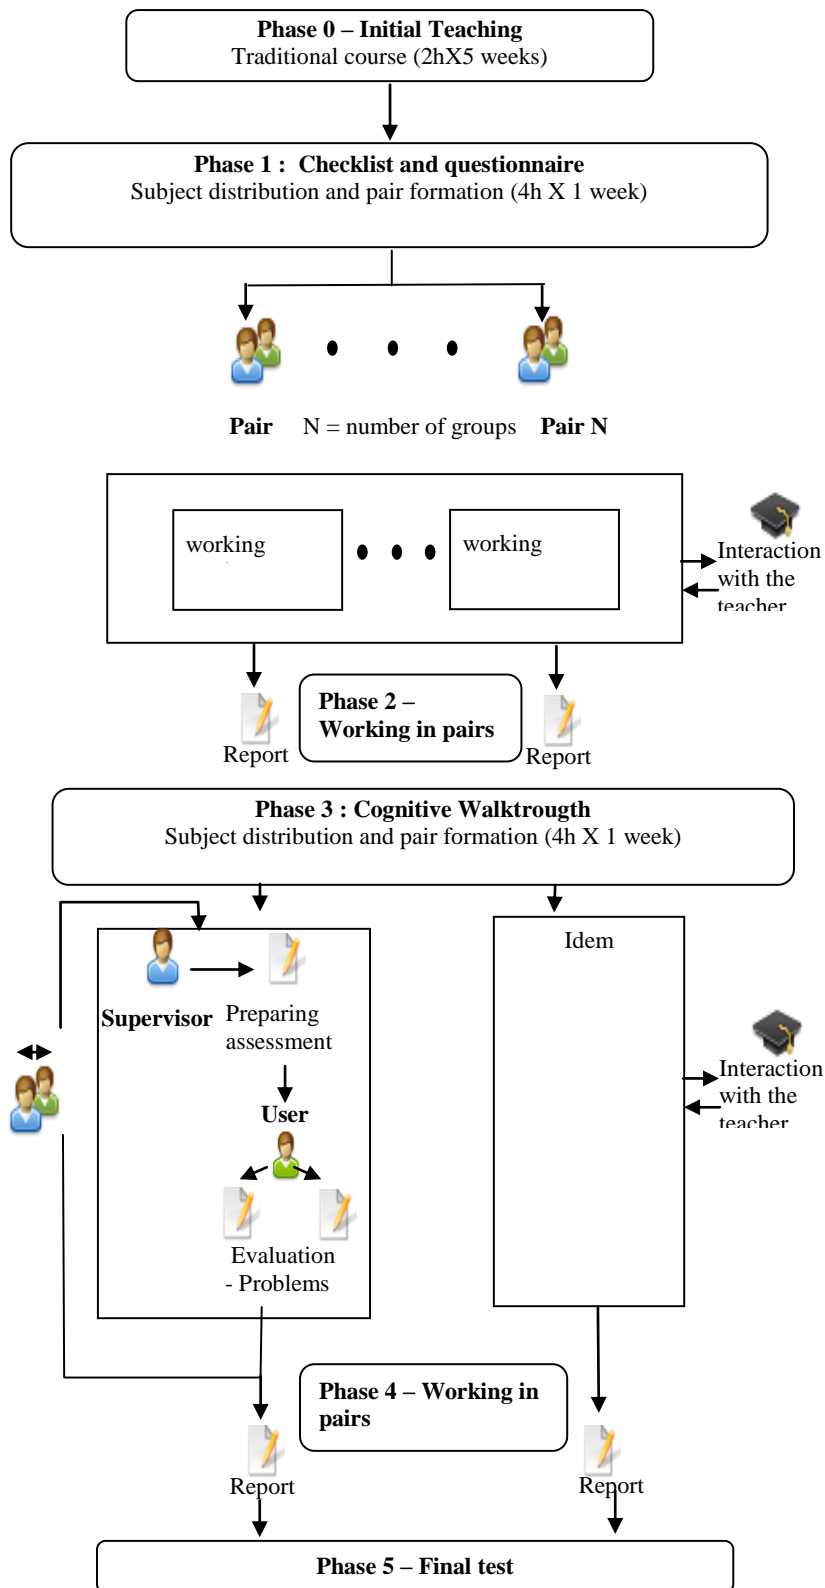 Phase 0 – Initial Teaching
Traditional course (2hX5 weeks)
Phase 1 :  Checklist and questionnaire
Subject distribution and pair formation (4h X 1 week)
Pair
N = number of groups
Pair N
working
working
Interaction
with the
teacher
Phase 2 –
Working in pairs
Report
Report
Phase 3 : Cognitive Walktrougth
Subject distribution and pair formation (4h X 1 week)
Idem
Supervisor
Preparing
assessment
Interaction
with the
teacher
User
Evaluation
- Problems
Phase 4 – Working in
pairs
Report
Report
Phase 5 – Final test